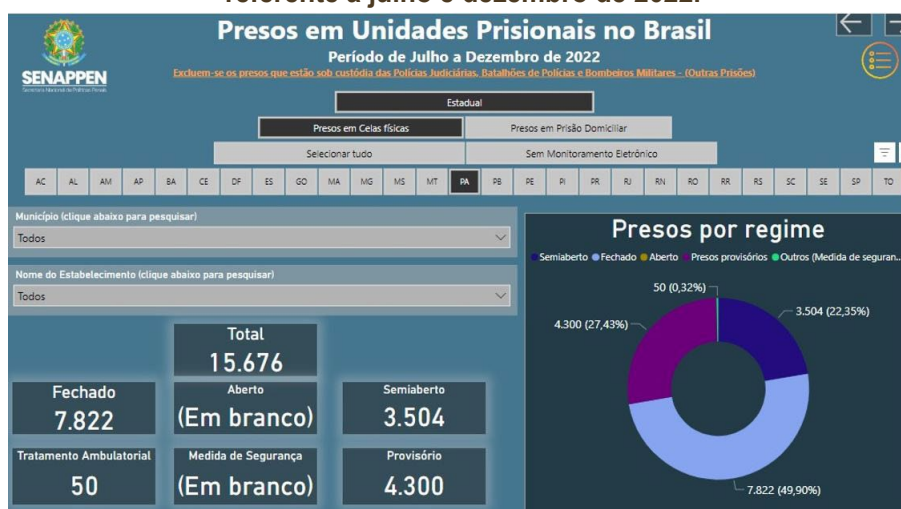 referente a julho e dezembro de 2022.
Presos em Unidades Prisionais no Brasil
Período de Julho a Dezembro de 2022
Excluem-se os presos que estão sob custódia das Polícias Judiciárias, Batalhões de Polícias e Bombeiros Militares - (Outras Prisões)
SENAPPEN
Secretaria Nacional de Políticas Penais
Estadual
Presos em Celas físicas
Presos em Prisão Domiciliar
Selecionar tudo
Sem Monitoramento Eletrônico
AC AL AM AP BA CE DF ES GO MA MG MS MT PA PB PE PI PR RJ RN RO RR RS SC SE SP TO
Município (clique abaixo para pesquisar)
Todos
Nome do Estabelecimento (clique abaixo para pesquisar)
Todos
Total
15.676
Fechado
7.822
Aberto
(Em branco)
Semiaberto
3.504
Tratamento Ambulatorial
50
Medida de Segurança
(Em branco)
Provisório
4.300
Presos por regime
Semiaberto Fechado Aberto Presos provisórios Outros (Medida de seguran...
50 (0,32%)
3.504 (22,35%)
4.300 (27,43%)
7.822 (49,90%)